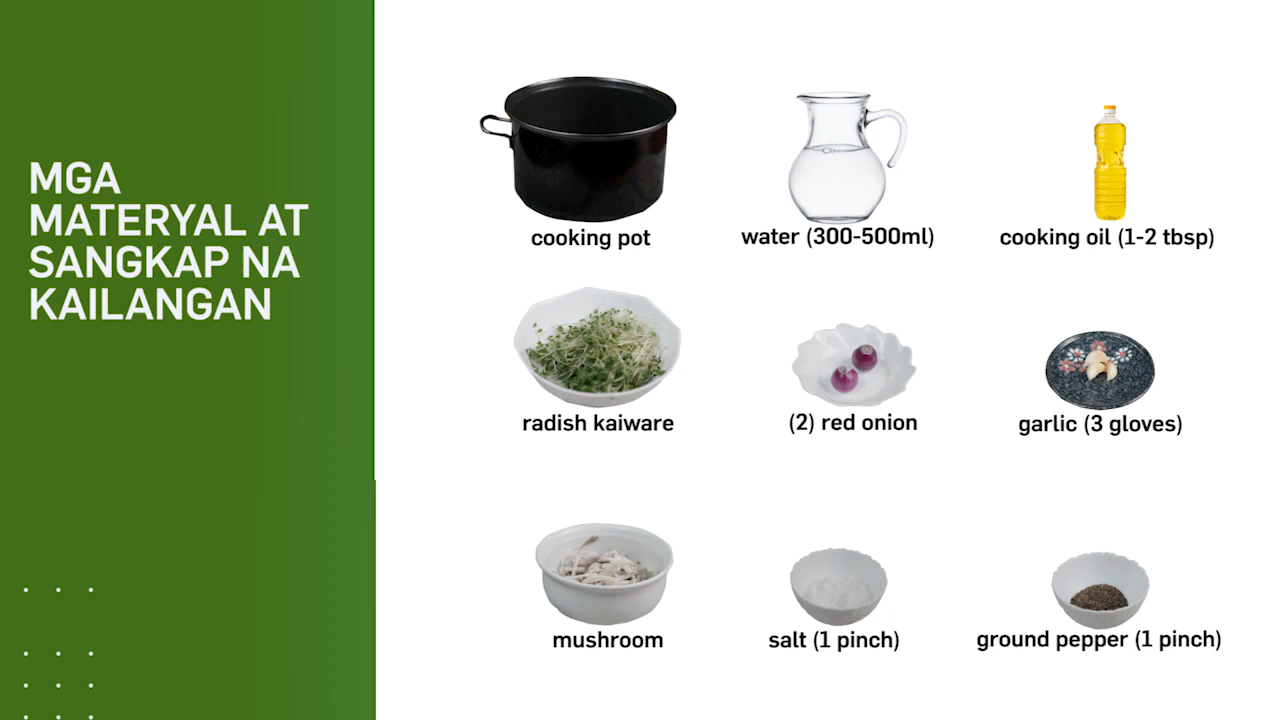 MGA
MATERYAL AT
SANGKAP NA
KAILANGAN
cooking pot
water (300-500ml)
cooking oil (1-2 tbsp)
radish kaiware
(2) red onion
garlic (3 gloves)
mushroom
salt (1 pinch)
ground pepper (1 pinch)